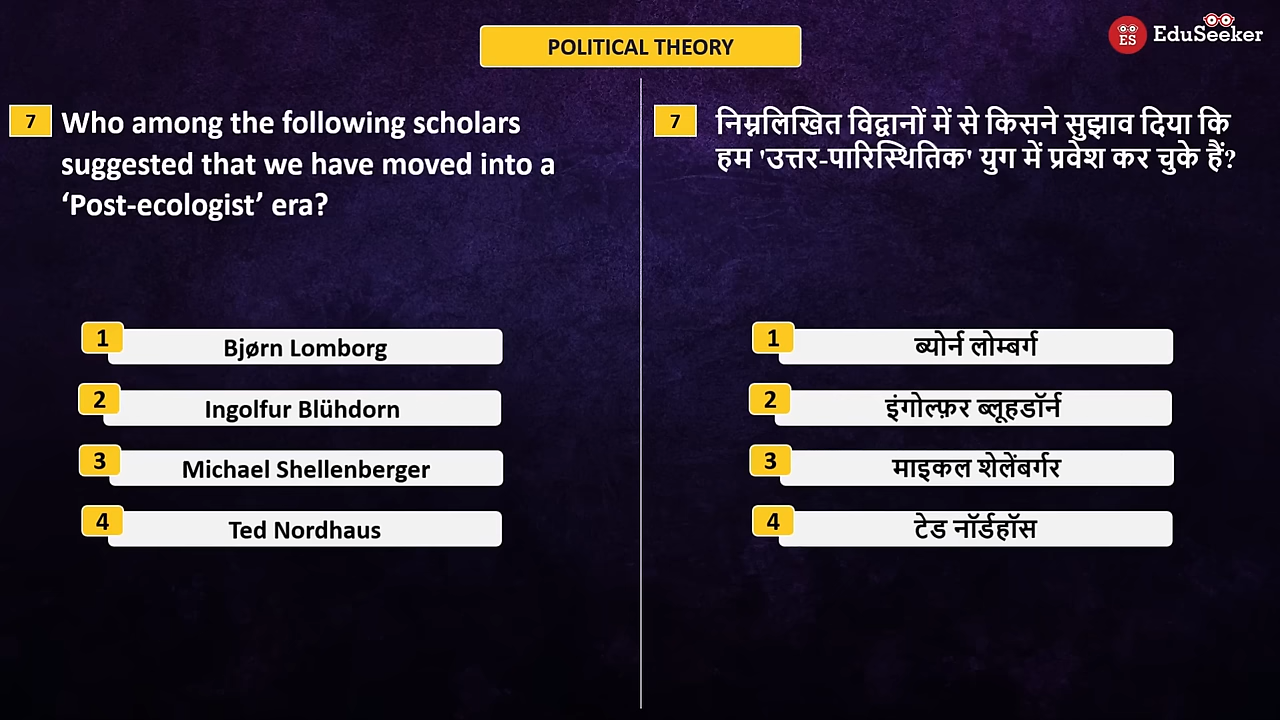 POLITICAL THEORY
ES EduSeeker
7 Who among the following scholars
suggested that we have moved into a
‘Post-ecologist’ era?
1 Bjørn Lomborg
2 Ingolfur Blühdorn
3 Michael Shellenberger
4 Ted Nordhaus
7 निम्नलिखित विद्वानों में से किसने सुझाव दिया कि
हम 'उत्तर-पारिस्थितिक' युग में प्रवेश कर चुके हैं?
1 ब्योर्न लोम्बर्ग
2 इंगोल्फ़र ब्लूहडॉर्न
3 माइकल शेलेंबर्गर
4 टेड नॉर्डहॉस